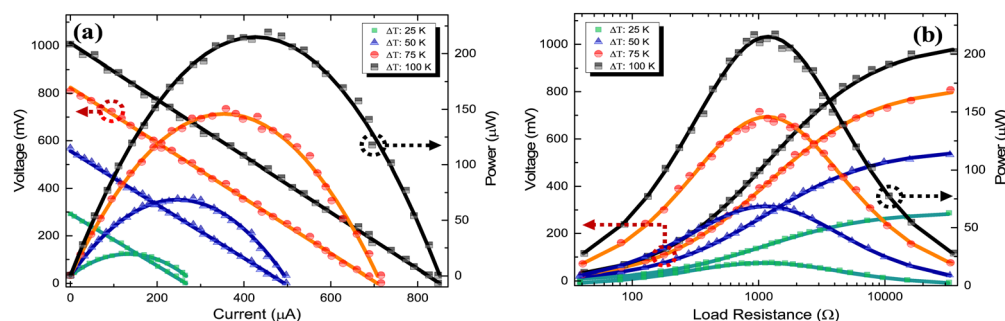 (a)
ΔT: 25 K
ΔT: 50 K
ΔT: 75 K
ΔT: 100 K
Voltage (mV)
1000
800
600
400
200
0
Power (μW)
200
150
100
50
0
0 200 400 600 800
Current (μA)
(b)
ΔT: 25 K
ΔT: 50 K
ΔT: 75 K
ΔT: 100 K
Voltage (mV)
1000
800
600
400
200
0
Power (μW)
200
150
100
50
0
100 1000 10000
Load Resistance (Ω)